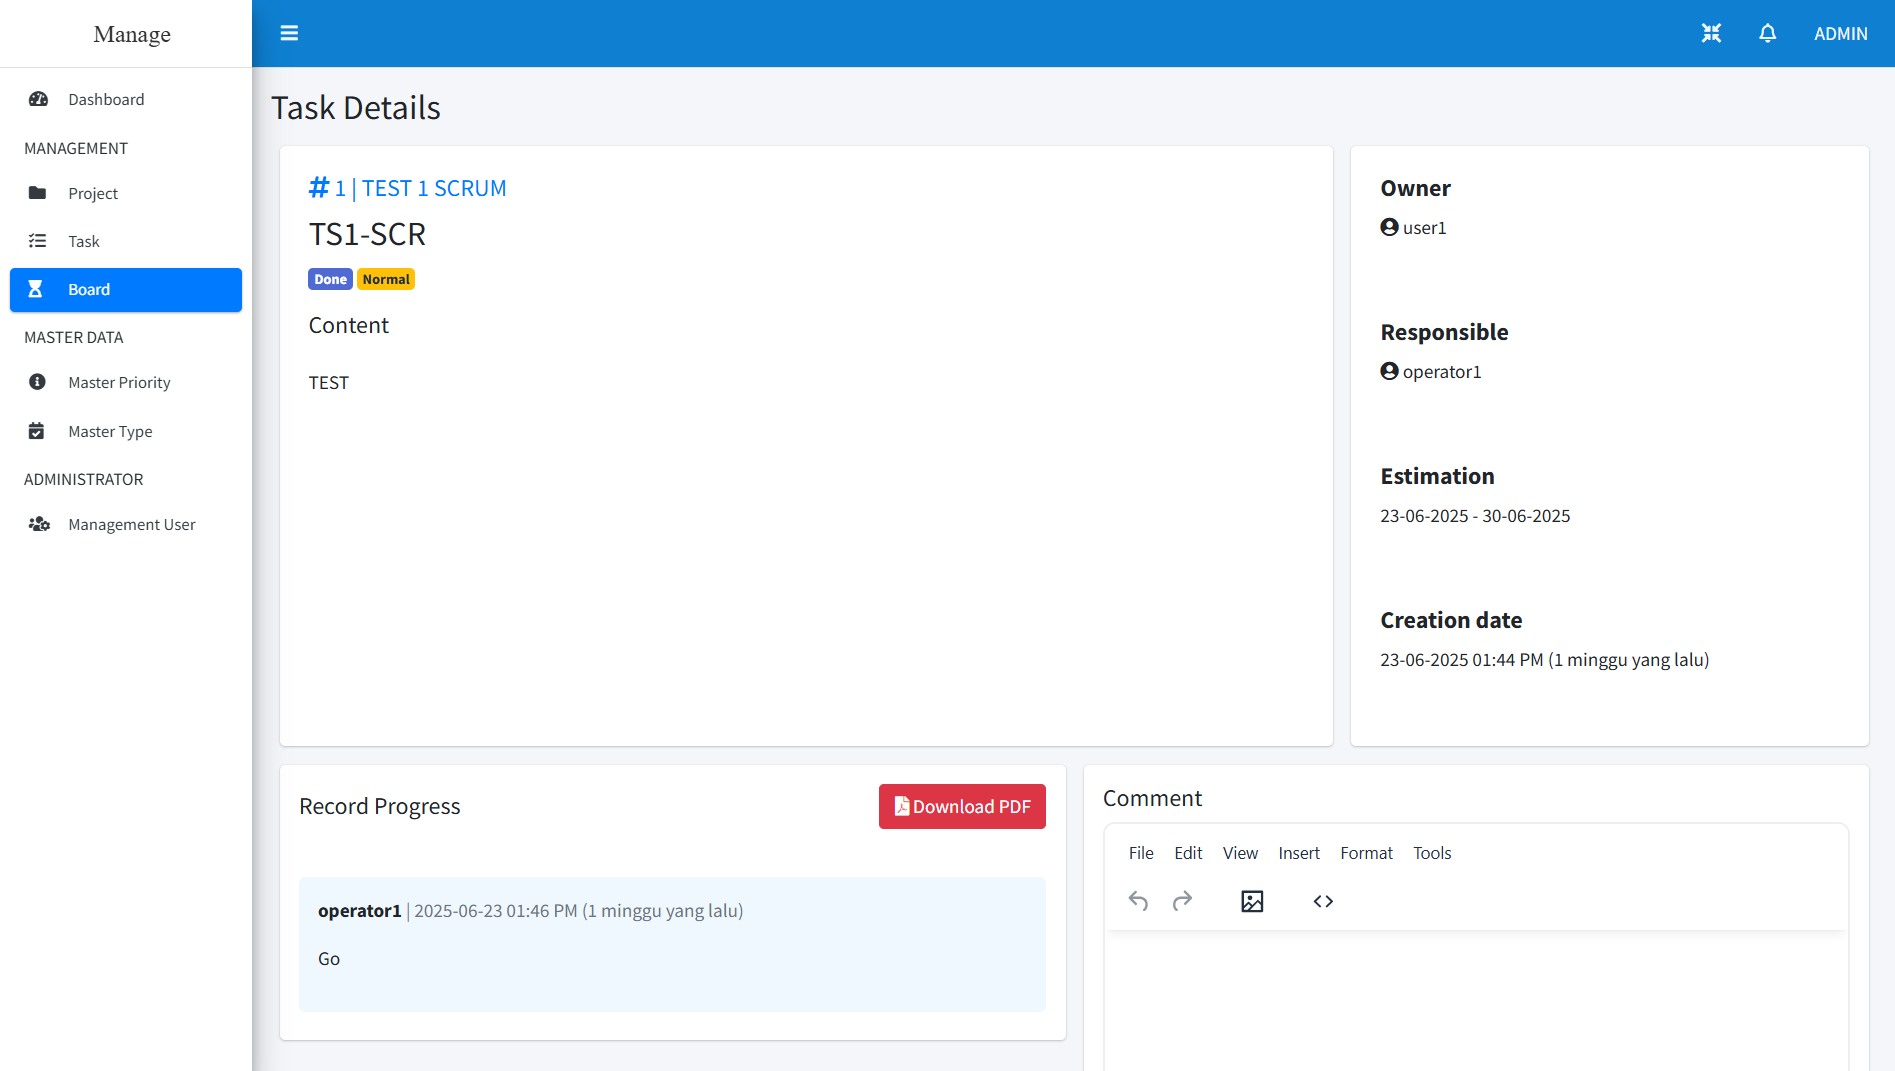 Manage
ADMIN
Dashboard
MANAGEMENT
Project
Task
Board
MASTER DATA
Master Priority
Master Type
ADMINISTRATOR
Management User
Task Details
# 1 | TEST 1 SCRUM
TS1-SCR
Done Normal
Content
TEST
Owner
user1
Responsible
operator1
Estimation
23-06-2025 - 30-06-2025
Creation date
23-06-2025 01:44 PM (1 minggu yang lalu)
Record Progress
Download PDF
operator1 | 2025-06-23 01:46 PM (1 minggu yang lalu)
Go
Comment
File Edit View Insert Format Tools